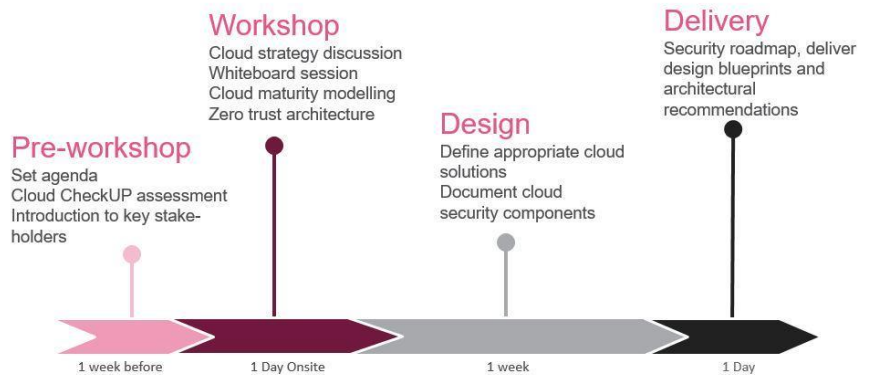 Pre-workshop
Set agenda
Cloud CheckUP assessment
Introduction to key stake-
holders
Workshop
Cloud strategy discussion
Whiteboard session
Cloud maturity modelling
Zero trust architecture
Design
Define appropriate cloud
solutions
Document cloud
security components
Delivery
Security roadmap, deliver
design blueprints and
architectural
recommendations
1 week before
1 Day Onsite
1 week
1 Day